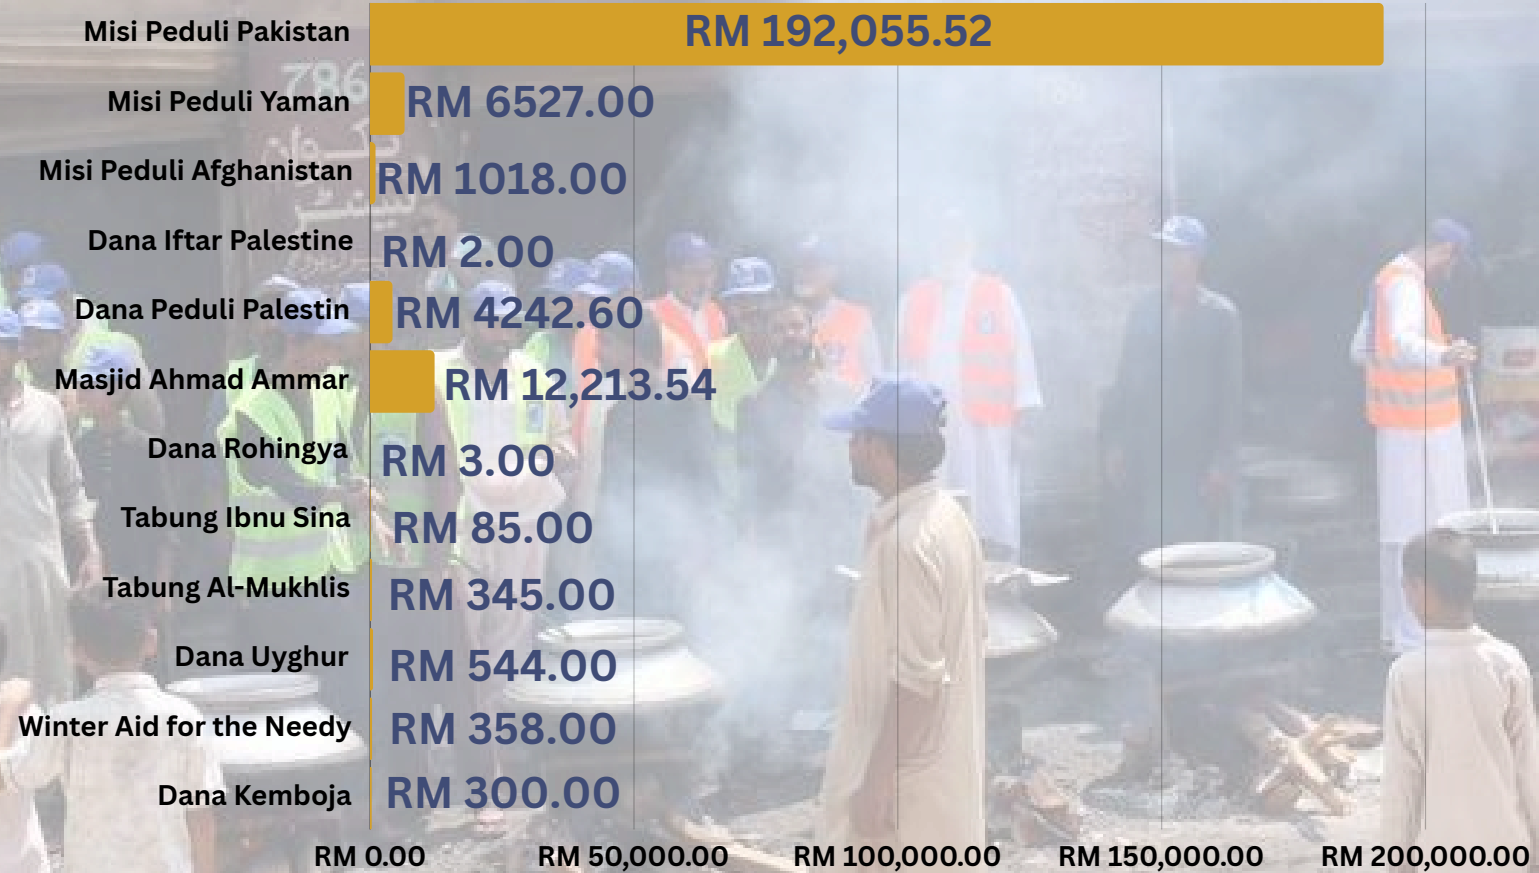 Misi Peduli Pakistan RM 192,055.52
Misi Peduli Yaman RM 6527.00
Misi Peduli Afghanistan RM 1018.00
Dana Iftar Palestine RM 2.00
Dana Peduli Palestin RM 4242.60
Masjid Ahmad Ammar RM 12,213.54
Dana Rohingya RM 3.00
Tabung Ibnu Sina RM 85.00
Tabung Al-Mukhlis RM 345.00
Dana Uyghur RM 544.00
Winter Aid for the Needy RM 358.00
Dana Kemboja RM 300.00
RM 0.00 RM 50,000.00 RM 100,000.00 RM 150,000.00 RM 200,000.00
786